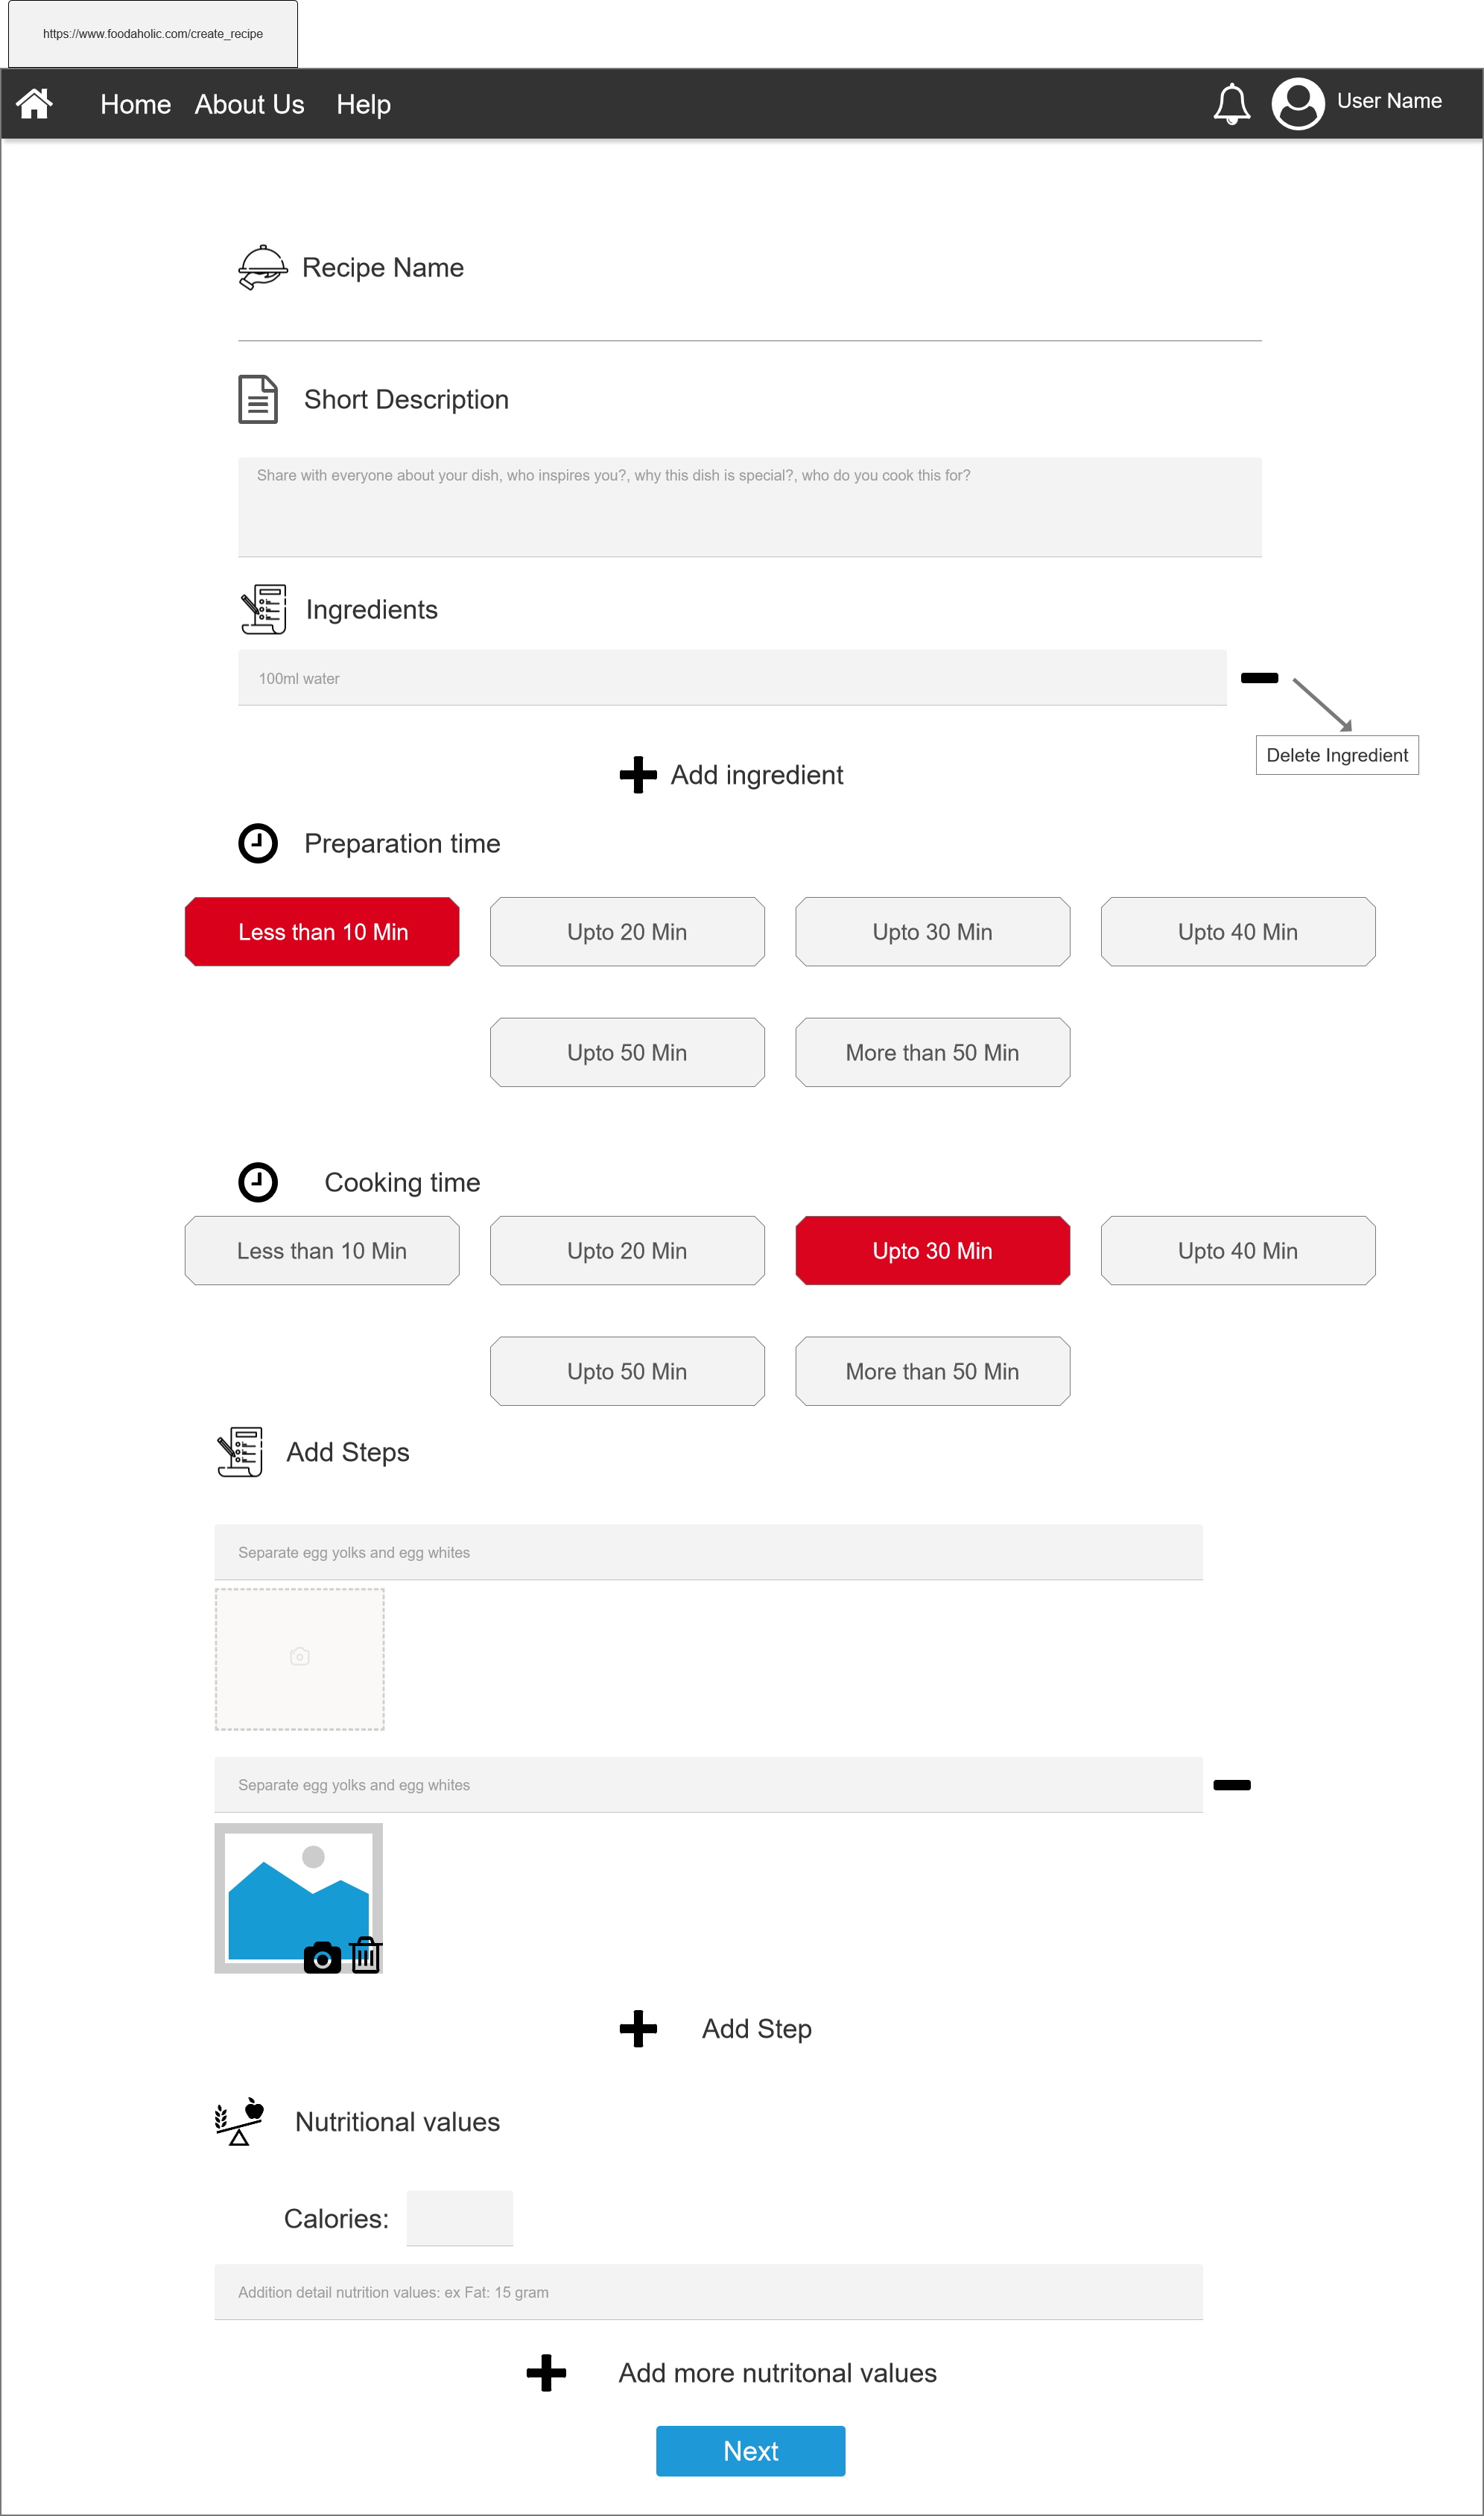 https://www.foodaholic.com/create_recipe
Home About Us Help User Name
Recipe Name
Short Description
Share with everyone about your dish, who inspires you?, why this dish is special?, who do you cook this for?
Ingredients
100ml water
Delete Ingredient
Add ingredient
Preparation time
Less than 10 Min Upto 20 Min Upto 30 Min Upto 40 Min
Upto 50 Min More than 50 Min
Cooking time
Less than 10 Min Upto 20 Min Upto 30 Min Upto 40 Min
Upto 50 Min More than 50 Min
Add Steps
Separate egg yolks and egg whites
Separate egg yolks and egg whites
Add Step
Nutritional values
Calories:
Addition detail nutrition values: ex Fat: 15 gram
Add more nutritonal values
Next